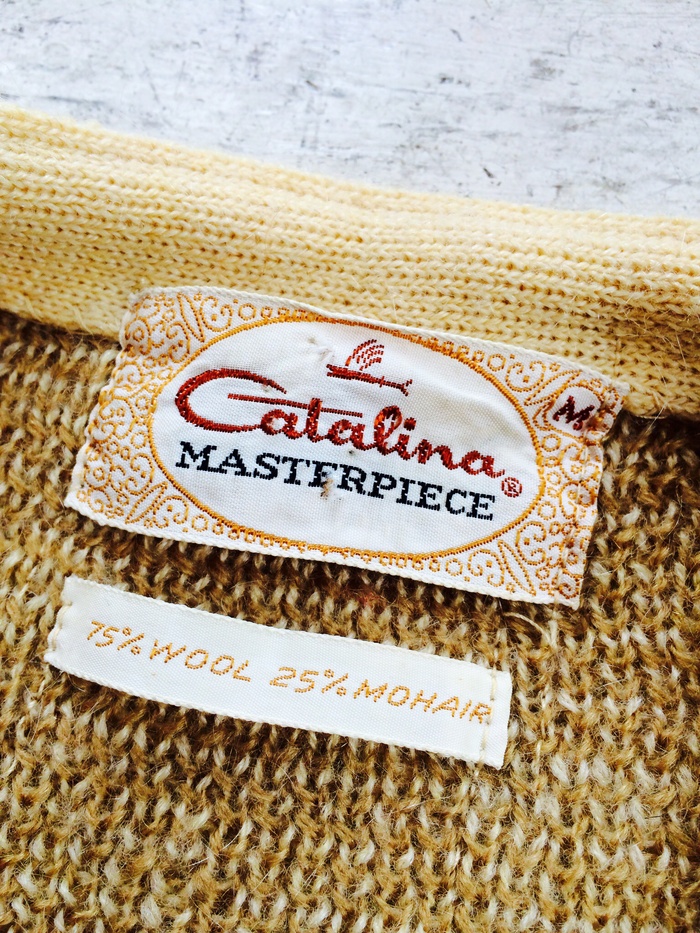 Catalina®
MASTERPIECE
M
75% WOOL 25% MOHAIR